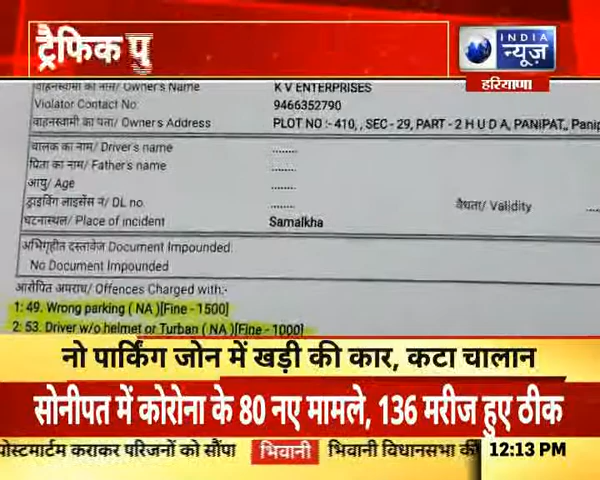 ट्रैफिक पु
INDIA
न्यूज़
हरियाणा
वाहनस्वामी का नाम/ Owner's Name K V ENTERPRISES
Violator Contact No. 9466352790
वाहनस्वामी का पता/ Owner's Address PLOT NO :- 410, , SEC - 29, PART - 2 H U D A, PANIPAT,, Panip
चालक का नाम/ Driver's name ........
पिता का नाम/ Father's name ........
आयु/ Age ........
ड्राइविंग लाइसेंस नं/ DL no. ........ वैधता/ Validity ....
घटनास्थल/ Place of incident Samalkha
अभिगृहीत दस्तावेज Document Impounded:
No Document Impounded
आरोपित अपराध/ Offences Charged with:-
1: 49. Wrong parking ( NA )[Fine - 1500]
2: 53. Driver w/o helmet or Turban ( NA )[Fine - 1000]
नो पार्किंग जोन में खड़ी की कार, कटा चालान
सोनीपत में कोरोना के 80 नए मामले, 136 मरीज हुए ठीक
पोस्टमार्टम कराकर परिजनों को सौंपा भिवानी भिवानी विधानसभा की 12:13 PM